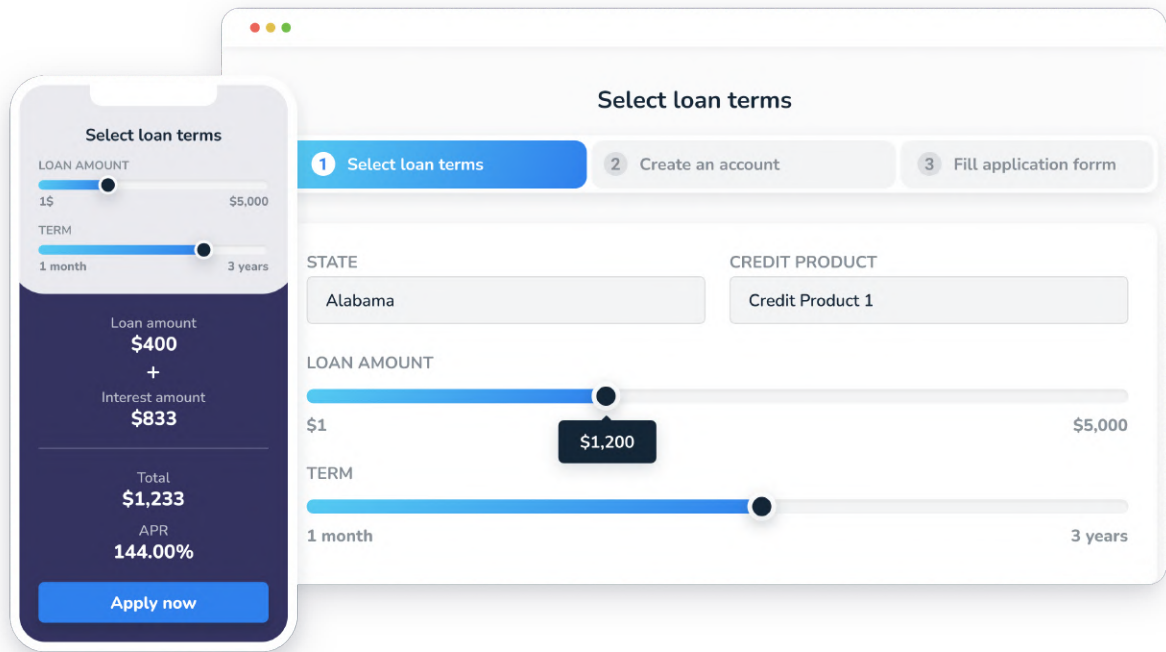 Select loan terms
LOAN AMOUNT
1$ $5,000
TERM
1 month 3 years
Loan amount
$400
+
Interest amount
$833
Total
$1,233
APR
144.00%
Apply now
Select loan terms
1 Select loan terms 2 Create an account 3 Fill application forrm
STATE CREDIT PRODUCT
Alabama Credit Product 1
LOAN AMOUNT
$1 $5,000
$1,200
TERM
1 month 3 years